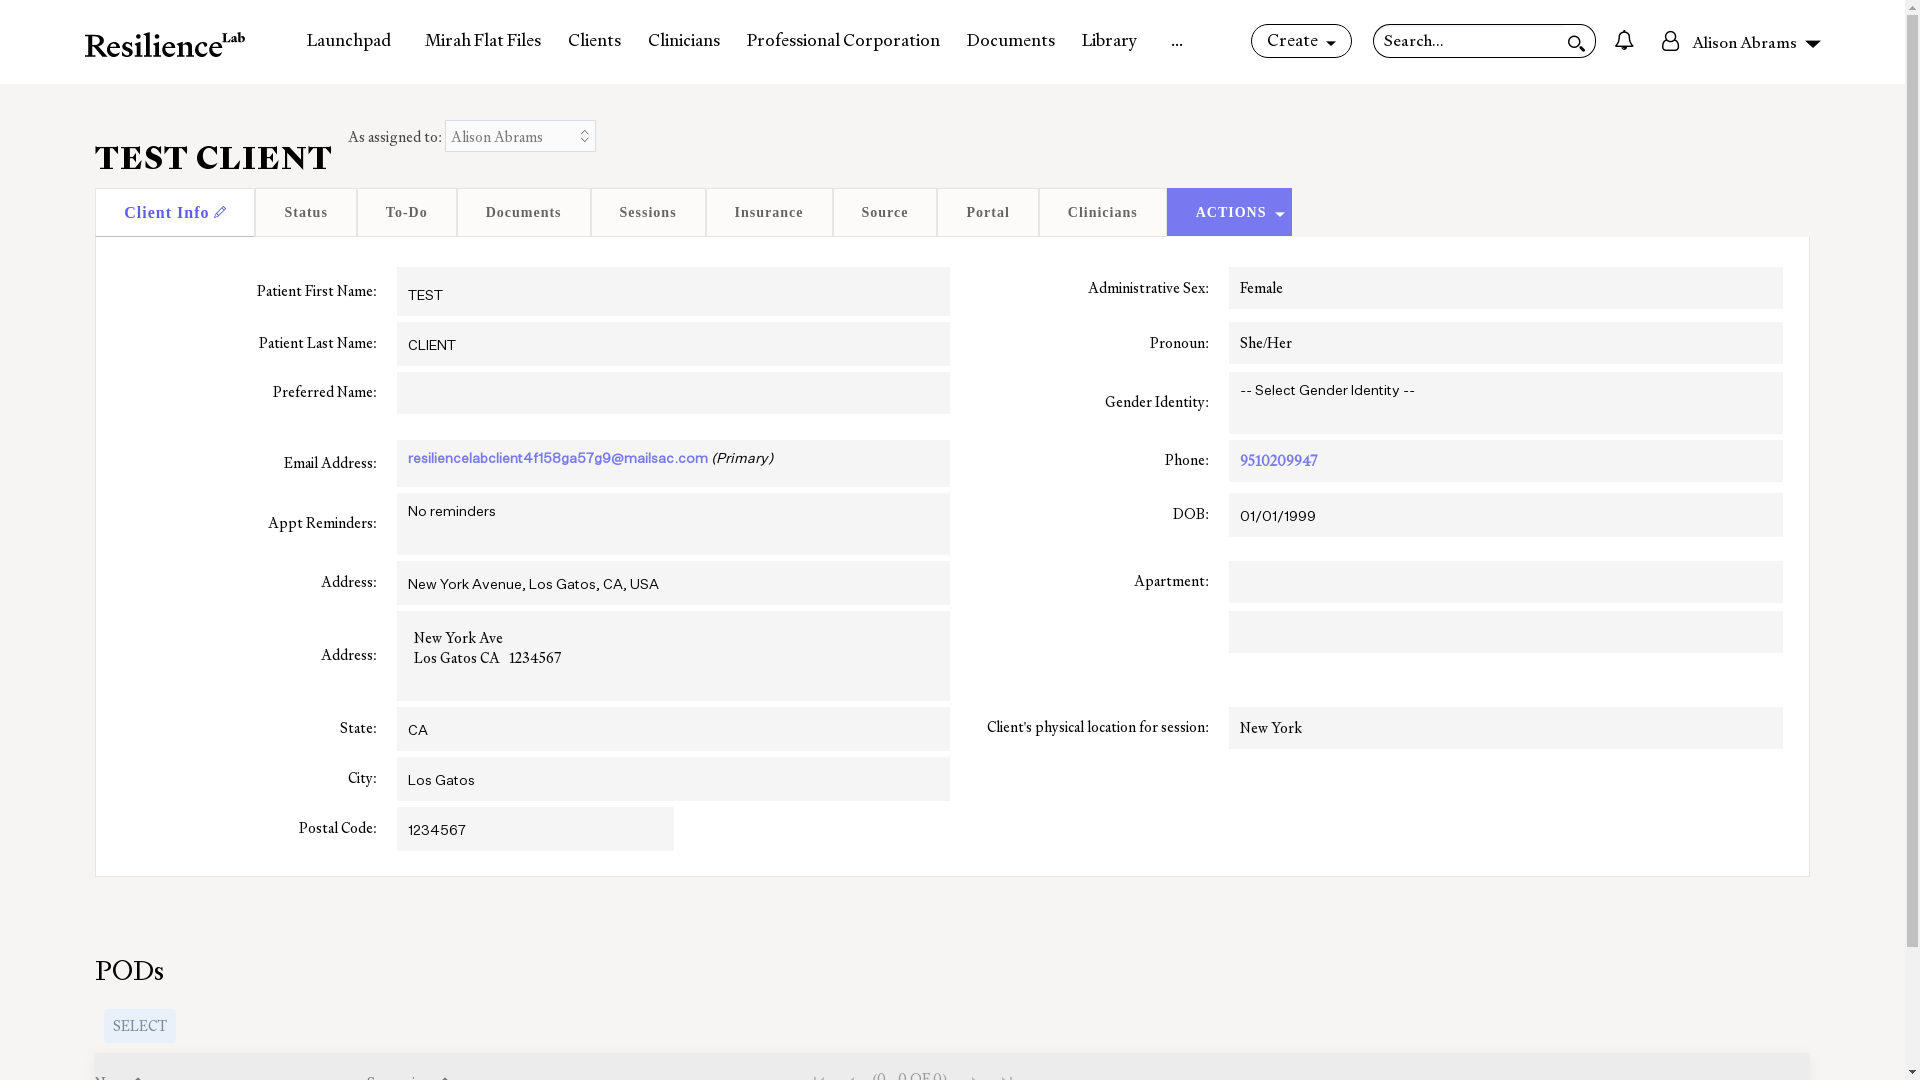 ResilienceLab Launchpad Mirah Flat Files Clients Clinicians Professional Corporation Documents Library ... Create Search... Alison Abrams
TEST CLIENT As assigned to: Alison Abrams
Client Info Status To-Do Documents Sessions Insurance Source Portal Clinicians ACTIONS
Patient First Name: TEST Administrative Sex: Female
Patient Last Name: CLIENT Pronoun: She/Her
Preferred Name: Gender Identity: -- Select Gender Identity --
Email Address: resiliencelabclient4f158ga57g9@mailsac.com (Primary) Phone: 9510209947
Appt Reminders: No reminders DOB: 01/01/1999
Address: New York Avenue, Los Gatos, CA, USA Apartment:
Address: New York Ave
Los Gatos CA 1234567
State: CA Client's physical location for session: New York
City: Los Gatos
Postal Code: 1234567
PODs
SELECT
(0 - 0 OF 0)